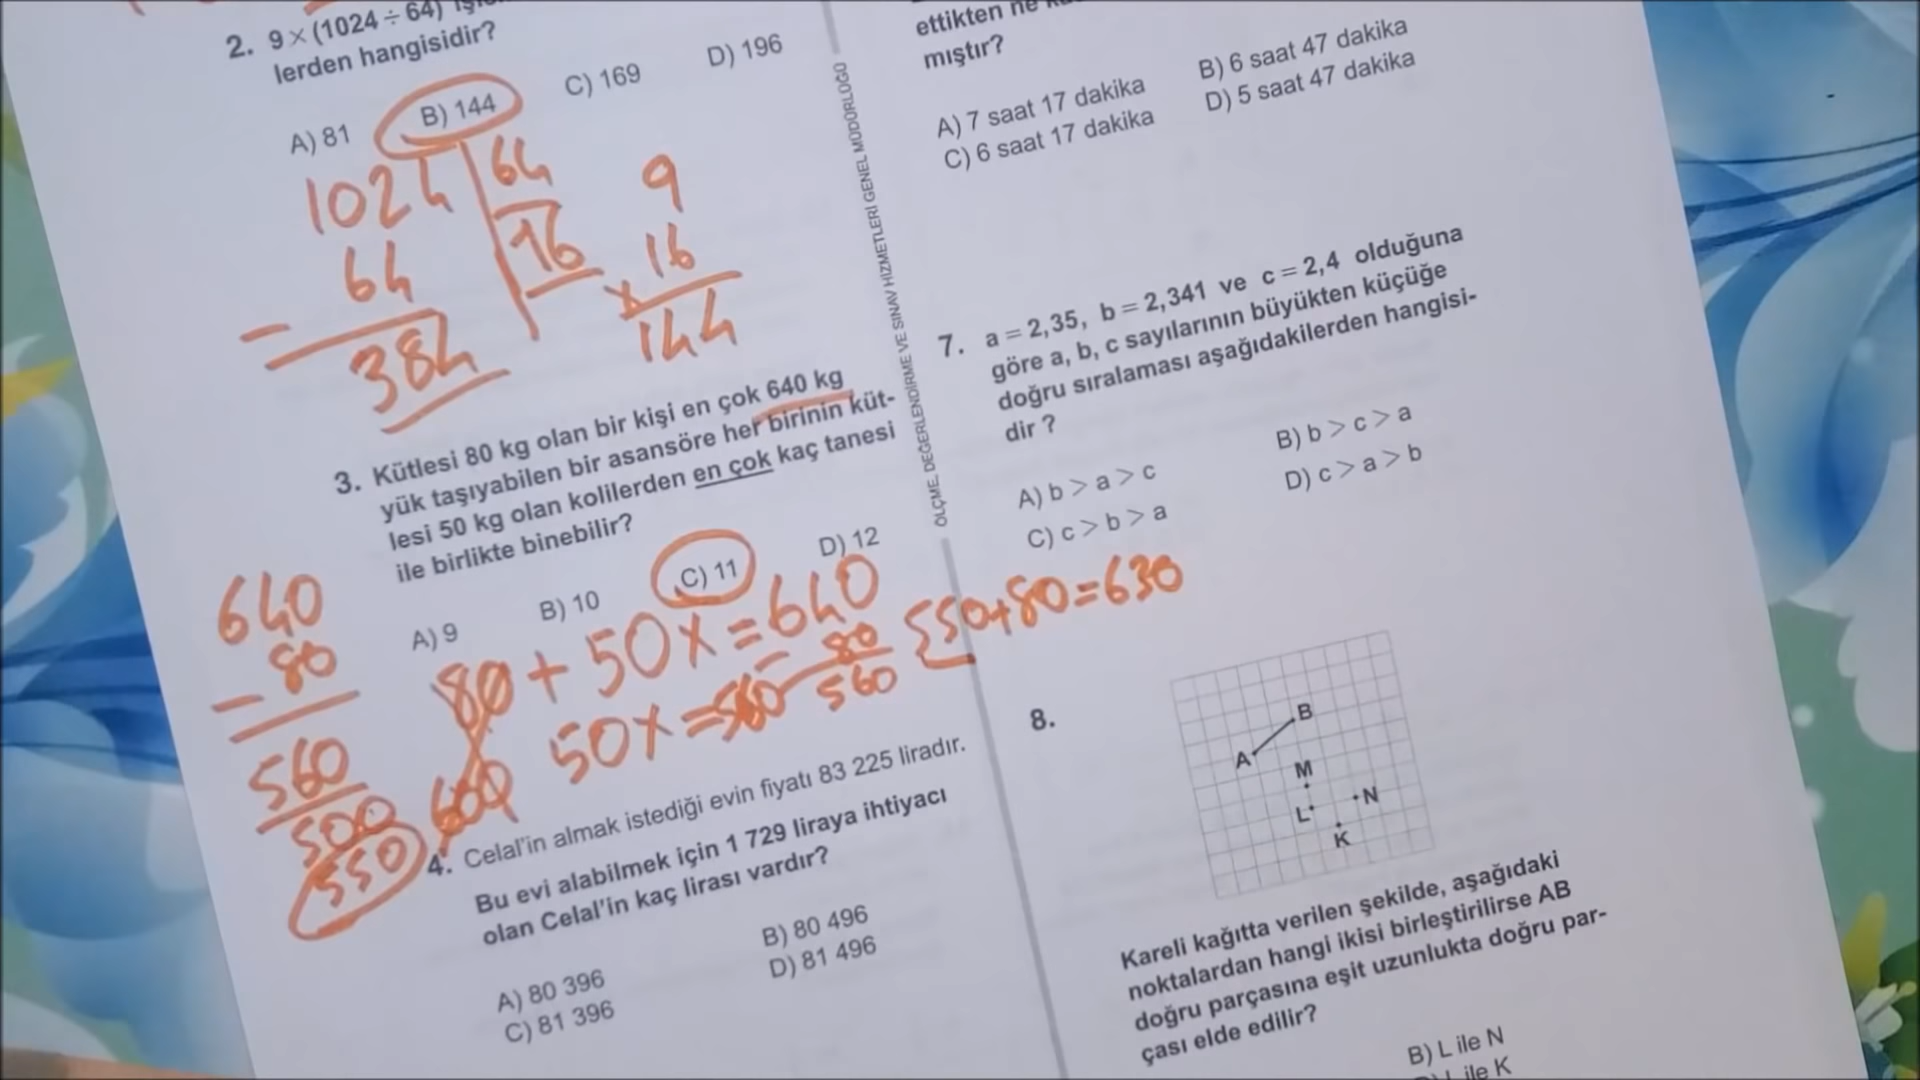 2. 9 × (1024 ÷ 64)
lerden hangisidir?
A) 81 B) 144 C) 169 D) 196
1024 64
64 16
384
9
16
×
144
3. Kütlesi 80 kg olan bir kişi en çok 640 kg
yük taşıyabilen bir asansöre her birinin küt-
lesi 50 kg olan kolilerden en çok kaç tanesi
ile birlikte binebilir?
A) 9 B) 10 C) 11 D) 12
640
- 80
560
500
550
80 + 50x = 640
- 80
560
50x = 560
550+80=630
4. Celal'in almak istediği evin fiyatı 83 225 liradır.
Bu evi alabilmek için 1 729 liraya ihtiyacı
olan Celal'in kaç lirası vardır?
A) 80 396 B) 80 496
C) 81 396 D) 81 496
ÖLÇME, DEĞERLENDİRME VE SINAV HİZMETLERİ GENEL MÜDÜRLÜĞÜ
ettikten ne
mıştır?
A) 7 saat 17 dakika B) 6 saat 47 dakika
C) 6 saat 17 dakika D) 5 saat 47 dakika
7. a = 2,35, b = 2,341 ve c = 2,4 olduğuna
göre a, b, c sayılarının büyükten küçüğe
doğru sıralaması aşağıdakilerden hangisi-
dir ?
A) b > a > c B) b > c > a
C) c > b > a D) c > a > b
8.
B
A
M
N
L
K
Kareli kağıtta verilen şekilde, aşağıdaki
noktalardan hangi ikisi birleştirilirse AB
doğru parçasına eşit uzunlukta doğru par-
çası elde edilir?
B) L ile N
L ile K